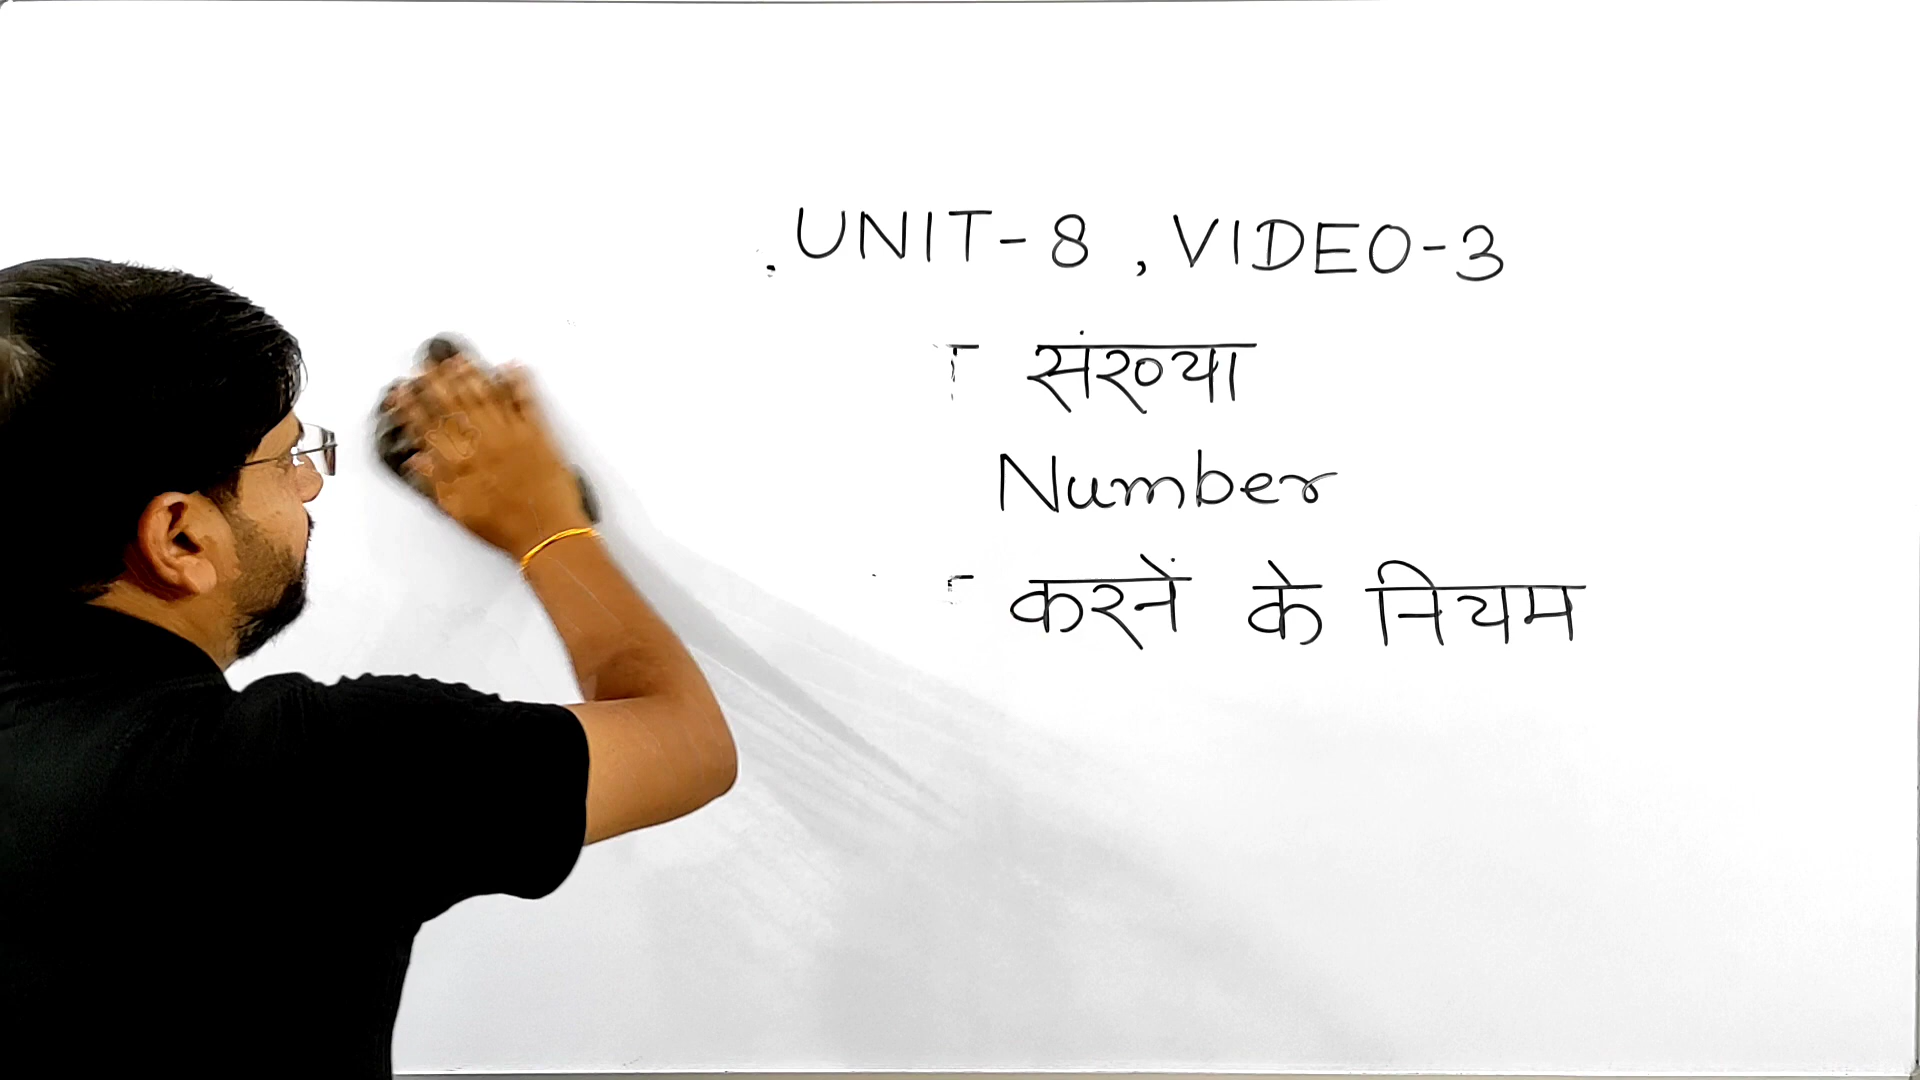 UNIT-8, VIDEO-3
संख्या
Number
करनें के नियम